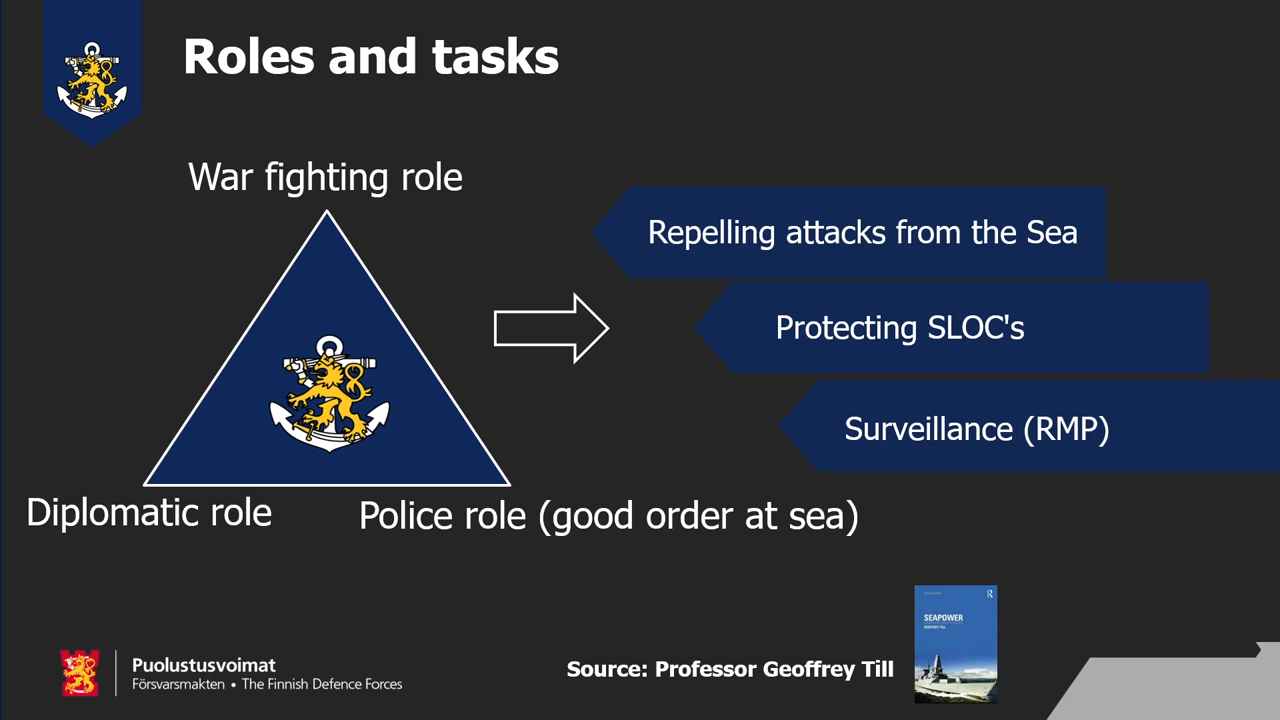 Roles and tasks
War fighting role
Repelling attacks from the Sea
Protecting SLOC's
Surveillance (RMP)
Diplomatic role
Police role (good order at sea)
R
SEAPOWER
GEOFFREY TILL
Source: Professor Geoffrey Till
Puolustusvoimat
Försvarsmakten • The Finnish Defence Forces